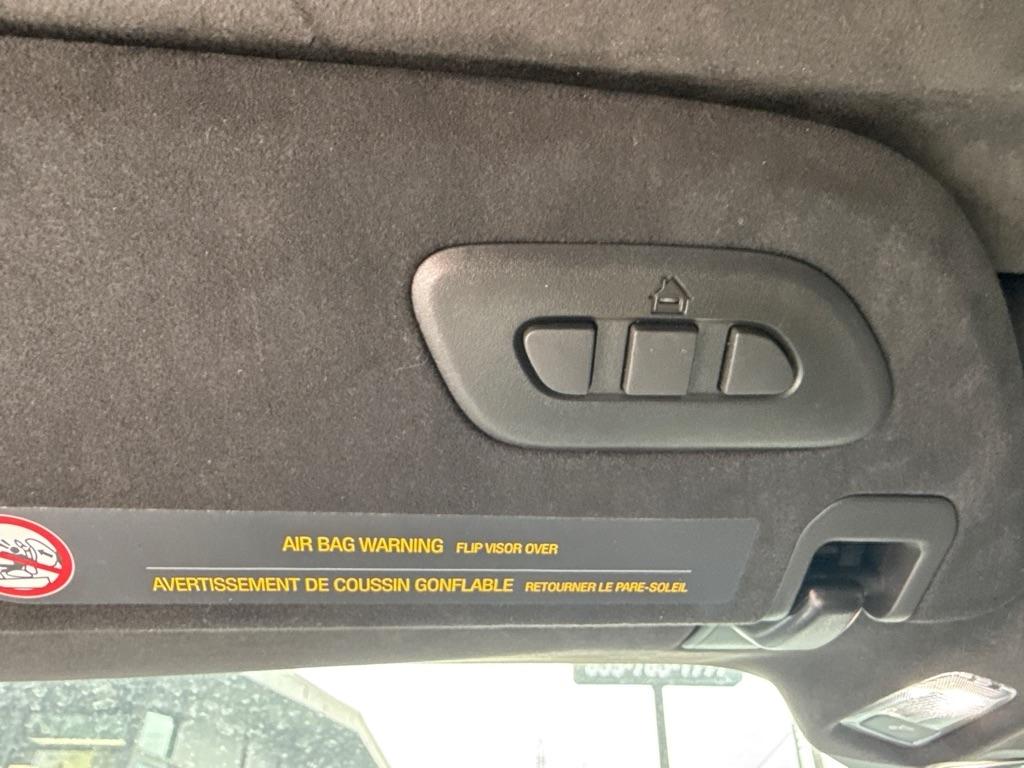 AIR BAG WARNING FLIP VISOR OVER
AVERTISSEMENT DE COUSSIN GONFLABLE RETOURNER LE PARE-SOLEIL